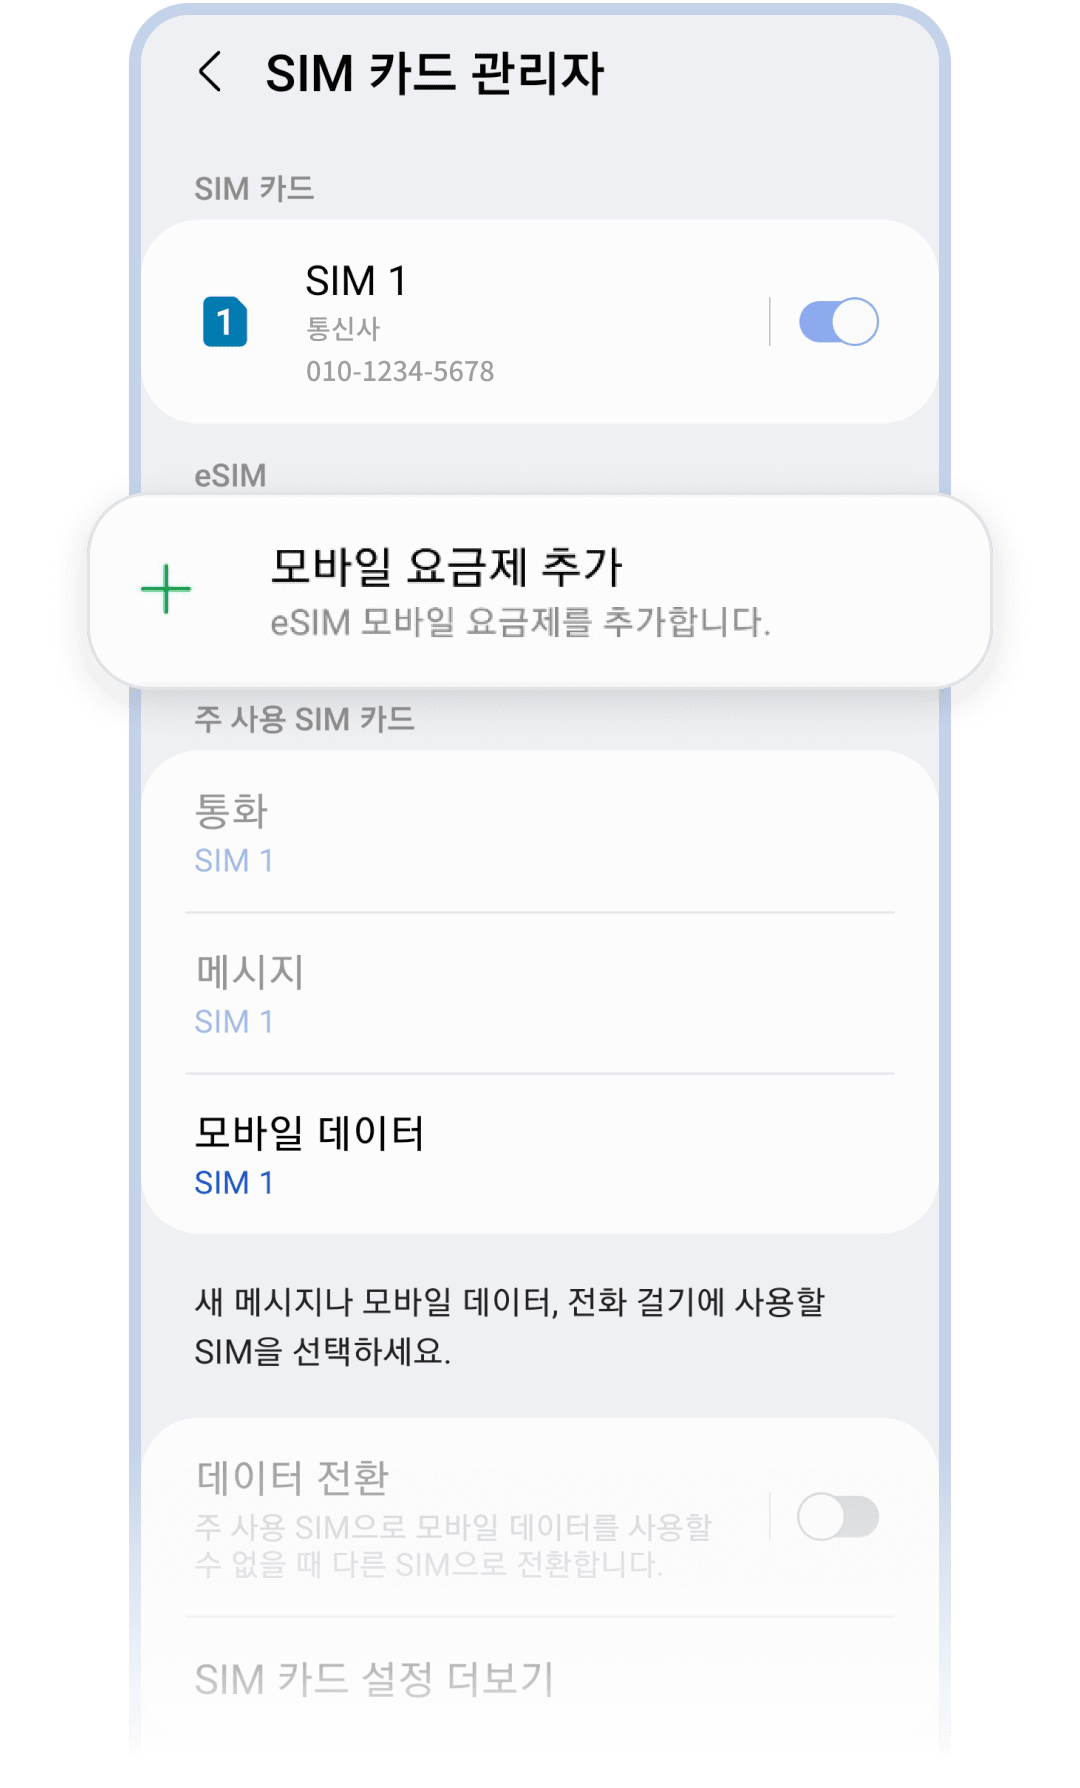 SIM 카드 관리자
SIM 카드
1
SIM 1
통신사
010-1234-5678
eSIM
모바일 요금제 추가
eSIM 모바일 요금제를 추가합니다.
주 사용 SIM 카드
통화
SIM 1
메시지
SIM 1
모바일 데이터
SIM 1
새 메시지나 모바일 데이터, 전화 걸기에 사용할
SIM을 선택하세요.
데이터 전환
주 사용 SIM으로 모바일 데이터를 사용할
수 없을 때 다른 SIM으로 전환합니다.
SIM 카드 설정 더보기